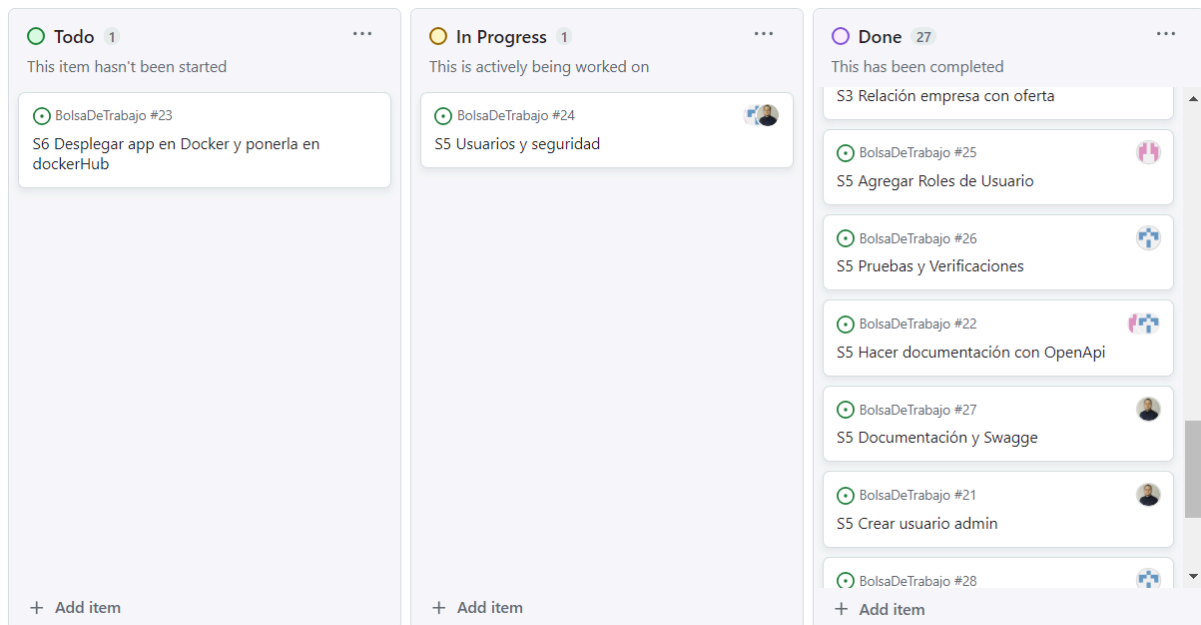 Todo 1
This item hasn't been started
BolsaDeTrabajo #23
S6 Desplegar app en Docker y ponerla en
dockerHub
+ Add item
In Progress 1
This is actively being worked on
BolsaDeTrabajo #24
S5 Usuarios y seguridad
+ Add item
Done 27
This has been completed
S3 Relación empresa con oferta
BolsaDeTrabajo #25
S5 Agregar Roles de Usuario
BolsaDeTrabajo #26
S5 Pruebas y Verificaciones
BolsaDeTrabajo #22
S5 Hacer documentación con OpenApi
BolsaDeTrabajo #27
S5 Documentación y Swagge
BolsaDeTrabajo #21
S5 Crear usuario admin
BolsaDeTrabajo #28
+ Add item